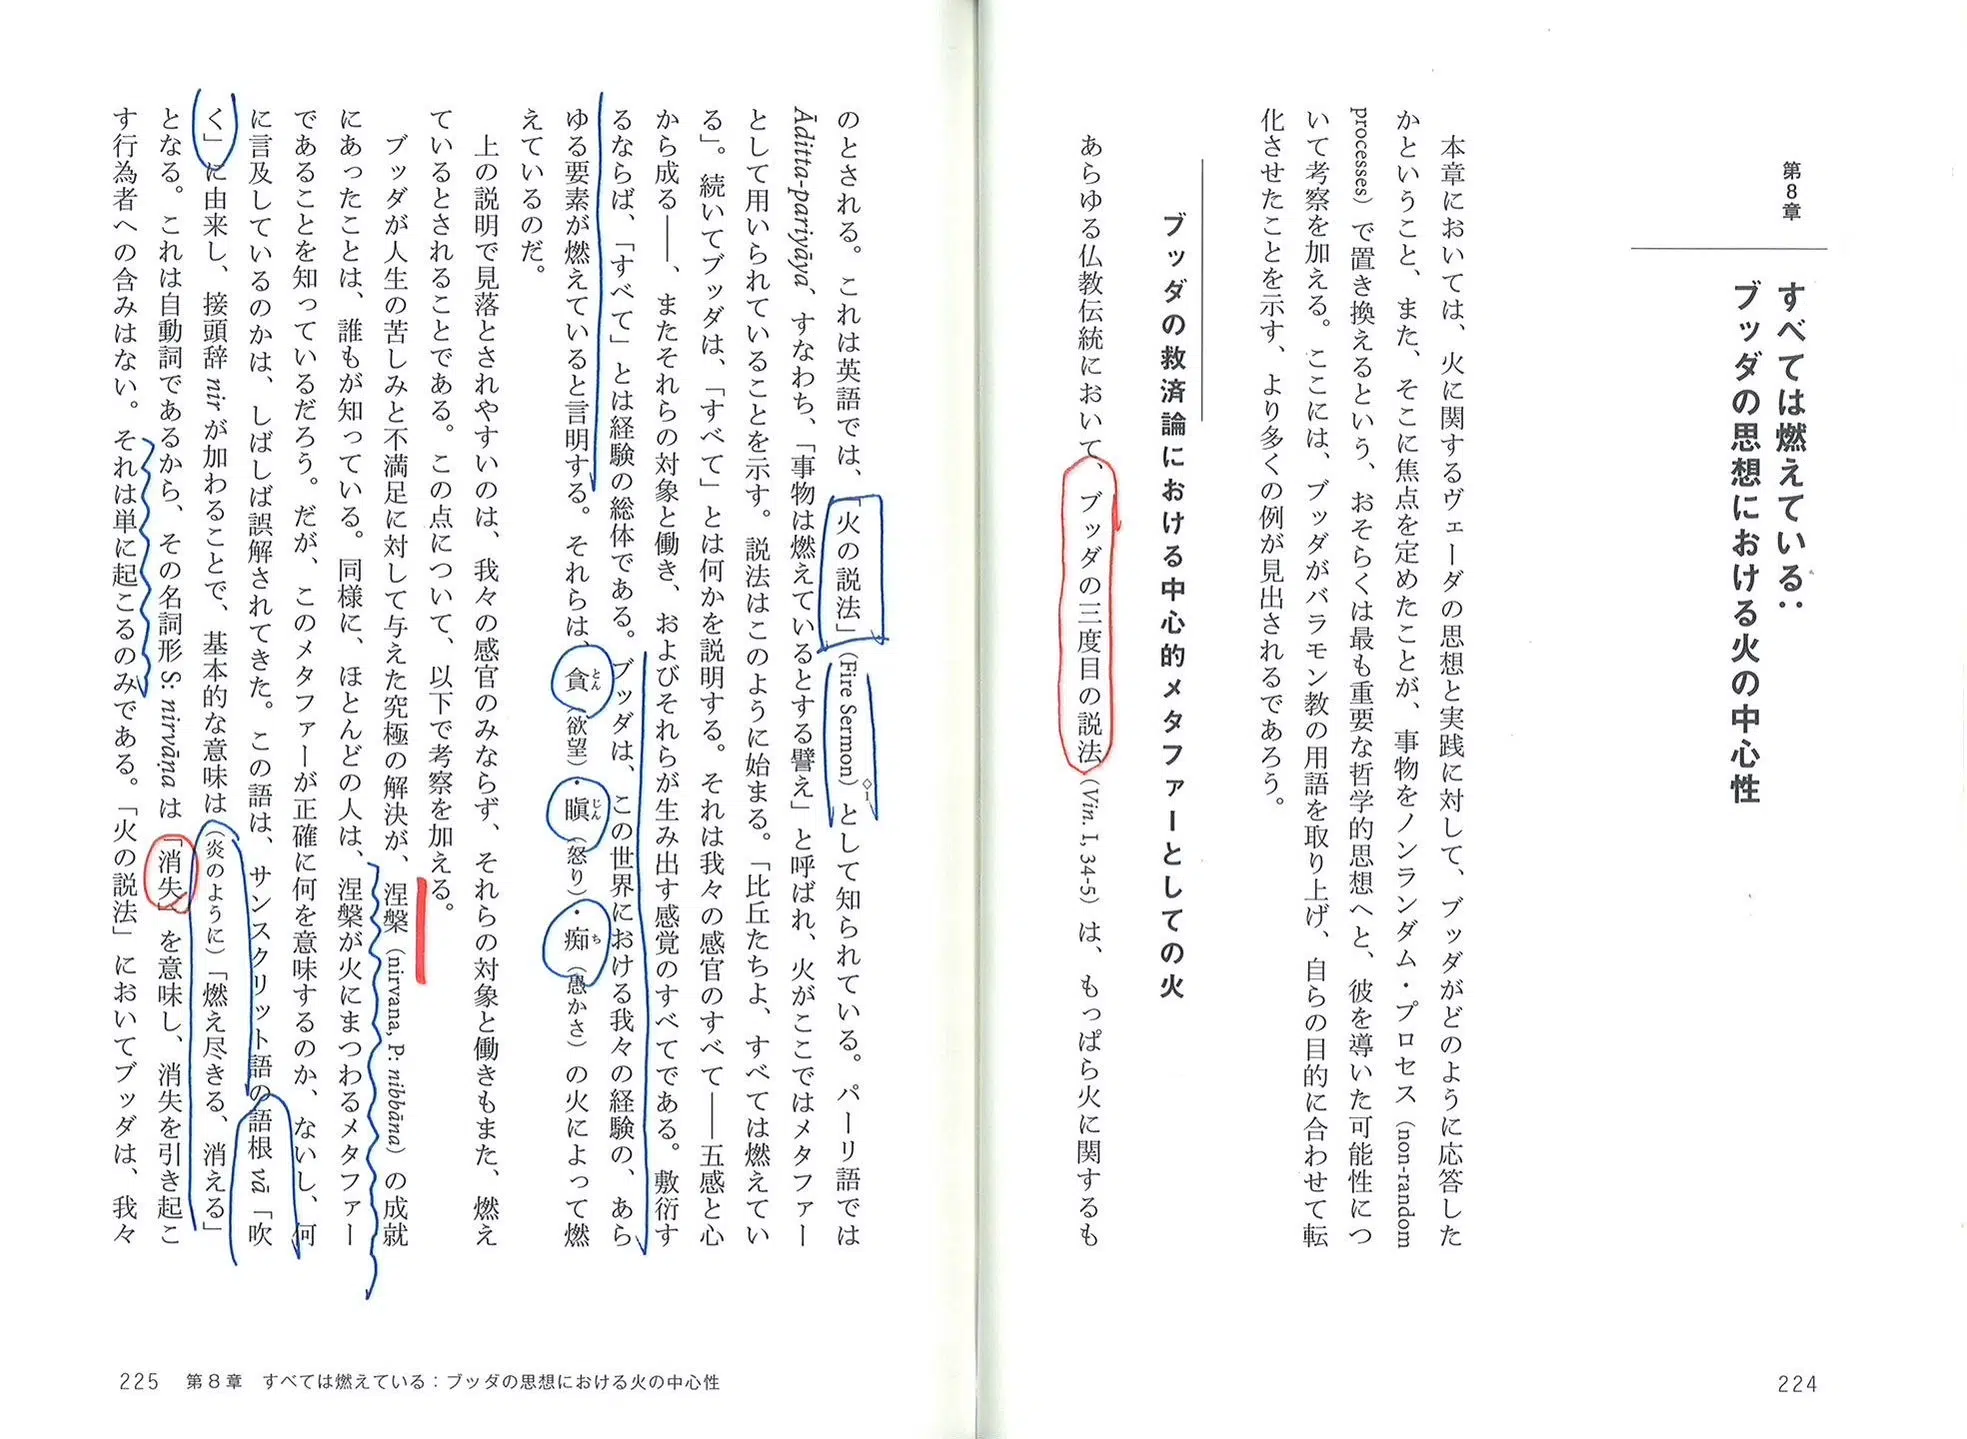 第8章
すべては燃えている：
ブッダの思想における火の中心性
本章においては、火に関するヴェーダの思想と実践に対して、ブッダがどのように応答した
かということ、また、そこに焦点を定めたことが、事物をノンランダム・プロセス（non-random
processes）で置き換えるという、おそらくは最も重要な哲学的思想へと、彼を導いた可能性につ
いて考察を加える。ここには、ブッダがバラモン教の用語を取り上げ、自らの目的に合わせて転
化させたことを示す、より多くの例が見出されるであろう。
ブッダの救済論における中心的メタファーとしての火
あらゆる仏教伝統において、ブッダの三度目の説法（Vin. I, 34-5）は、もっぱら火に関するも
224
のとされる。これは英語では、「火の説法」（Fire Sermon）◇1として知られている。パーリ語では
Āditta-pariyāya、すなわち、「事物は燃えているとする譬え」と呼ばれ、火がここではメタファー
として用いられていることを示す。説法はこのように始まる。「比丘たちよ、すべては燃えてい
る」。続いてブッダは、「すべて」とは何かを説明する。それは我々の感官のすべて――五感と心
から成る――、またそれらの対象と働き、およびそれらが生み出す感覚のすべてである。敷衍す
るならば、「すべて」とは経験の総体である。ブッダは、この世界における我々の経験の、あら
ゆる要素が燃えていると言明する。それらは、貪とん（欲望）・瞋じん（怒り）・痴ち（愚かさ）の火によって燃
えているのだ。
上の説明で見落とされやすいのは、我々の感官のみならず、それらの対象と働きもまた、燃え
ているとされることである。この点について、以下で考察を加える。
ブッダが人生の苦しみと不満足に対して与えた究極の解決が、涅槃（nirvana, P: nibbāna）の成就
にあったことは、誰もが知っている。同様に、ほとんどの人は、涅槃が火にまつわるメタファー
であることを知っているだろう。だが、このメタファーが正確に何を意味するのか、ないし、何
に言及しているのかは、しばしば誤解されてきた。この語は、サンスクリット語の語根 vā「吹
く」に由来し、接頭辞 nir が加わることで、基本的な意味は（炎のように）「燃え尽きる、消える」
となる。これは自動詞であるから、その名詞形 S: nirvāṇa は「消失」を意味し、消失を引き起こ
す行為者への含みはない。それは単に起こるのみである。「火の説法」においてブッダは、我々
225 第8章 すべては燃えている：ブッダの思想における火の中心性